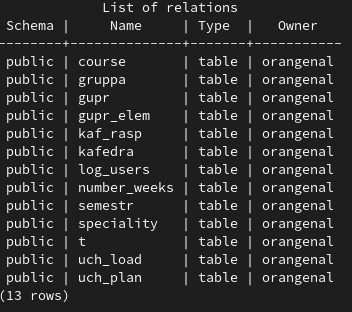 List of relations
Schema | Name | Type | Owner
--------+--------------+-------+-----------
public | course | table | orangenal
public | gruppa | table | orangenal
public | gupr | table | orangenal
public | gupr_elem | table | orangenal
public | kaf_rasp | table | orangenal
public | kafedra | table | orangenal
public | log_users | table | orangenal
public | number_weeks | table | orangenal
public | semestr | table | orangenal
public | speciality | table | orangenal
public | t | table | orangenal
public | uch_load | table | orangenal
public | uch_plan | table | orangenal
(13 rows)